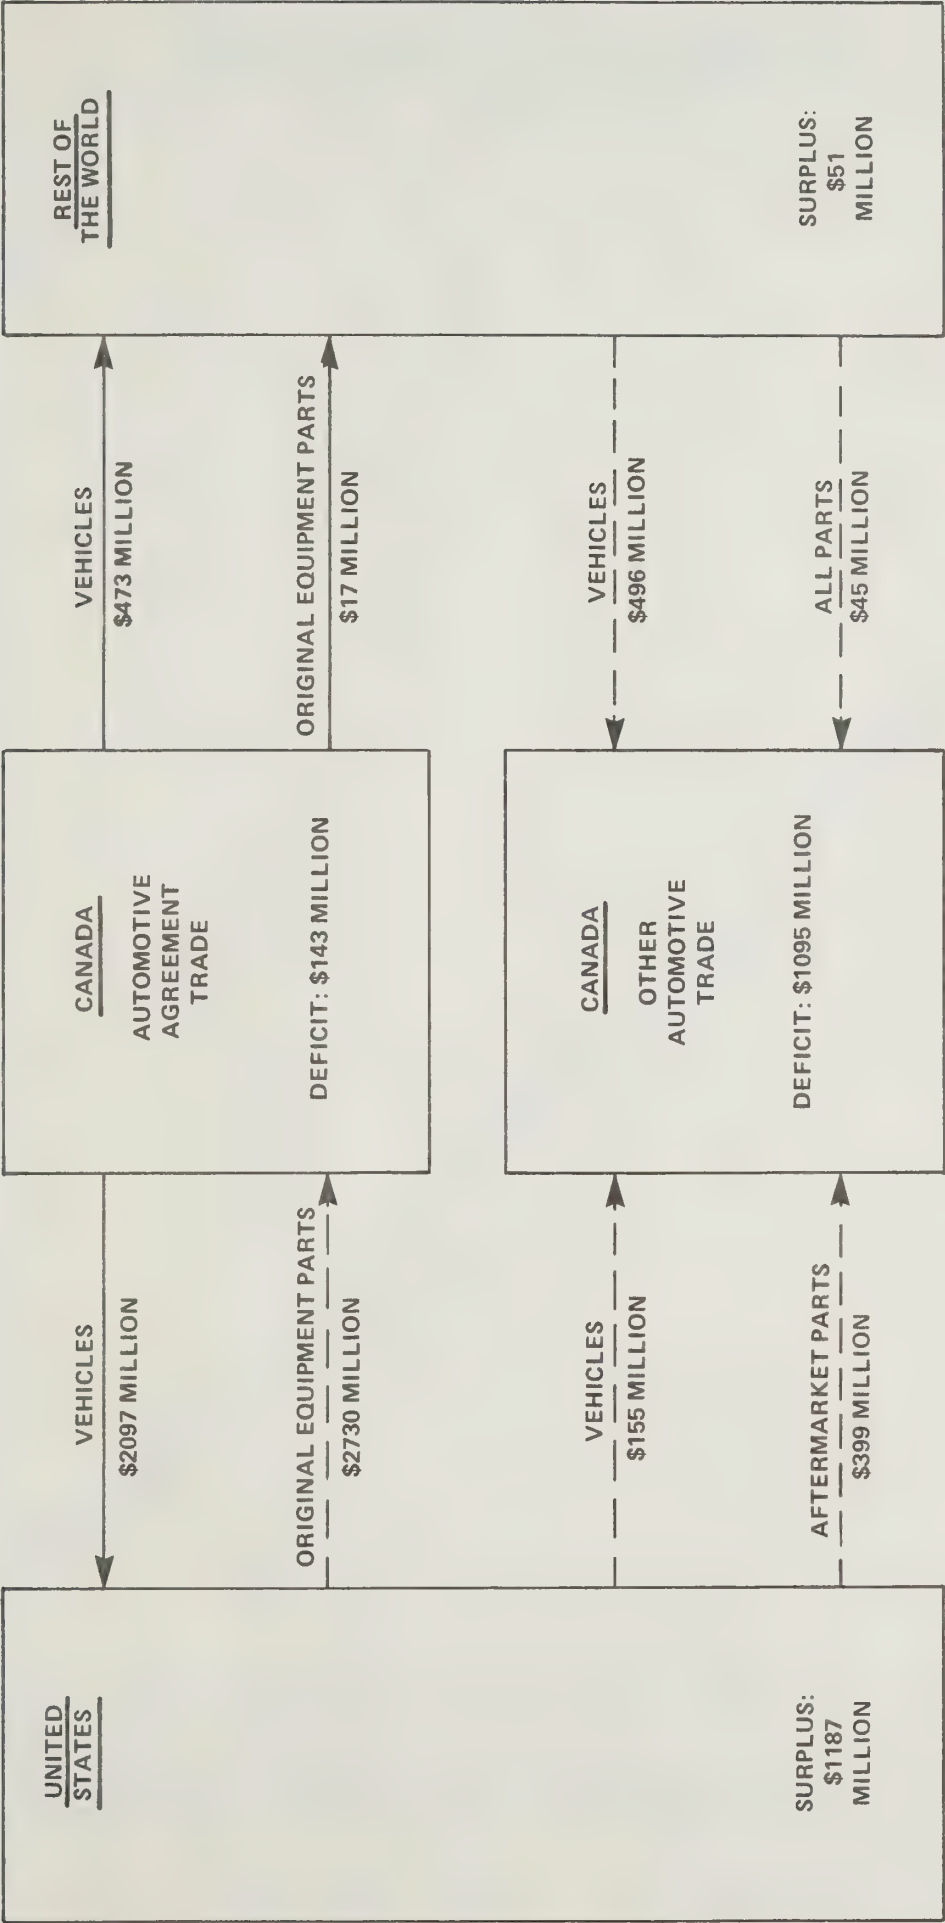 UNITED
STATES
SURPLUS:
$1187
MILLION
VEHICLES
$2097 MILLION
ORIGINAL EQUIPMENT PARTS
$2730 MILLION
VEHICLES
$155 MILLION
AFTERMARKET PARTS
$399 MILLION
CANADA
AUTOMOTIVE
AGREEMENT
TRADE
DEFICIT: $143 MILLION
CANADA
OTHER
AUTOMOTIVE
TRADE
DEFICIT: $1095 MILLION
VEHICLES
$473 MILLION
ORIGINAL EQUIPMENT PARTS
$17 MILLION
VEHICLES
$496 MILLION
ALL PARTS
$45 MILLION
REST OF
THE WORLD
SURPLUS:
$51
MILLION